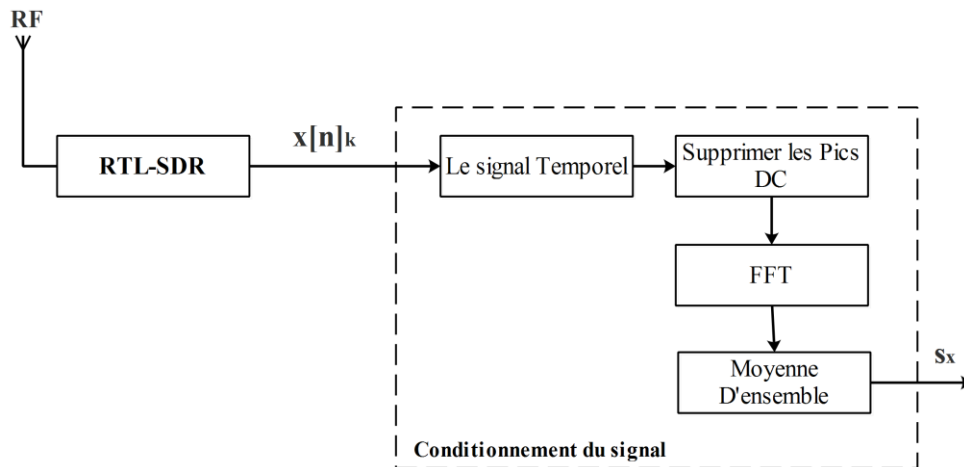 RF
RTL-SDR
x[n]k
Le signal Temporel
Supprimer les Pics
DC
FFT
Moyenne
D'ensemble
sx
Conditionnement du signal